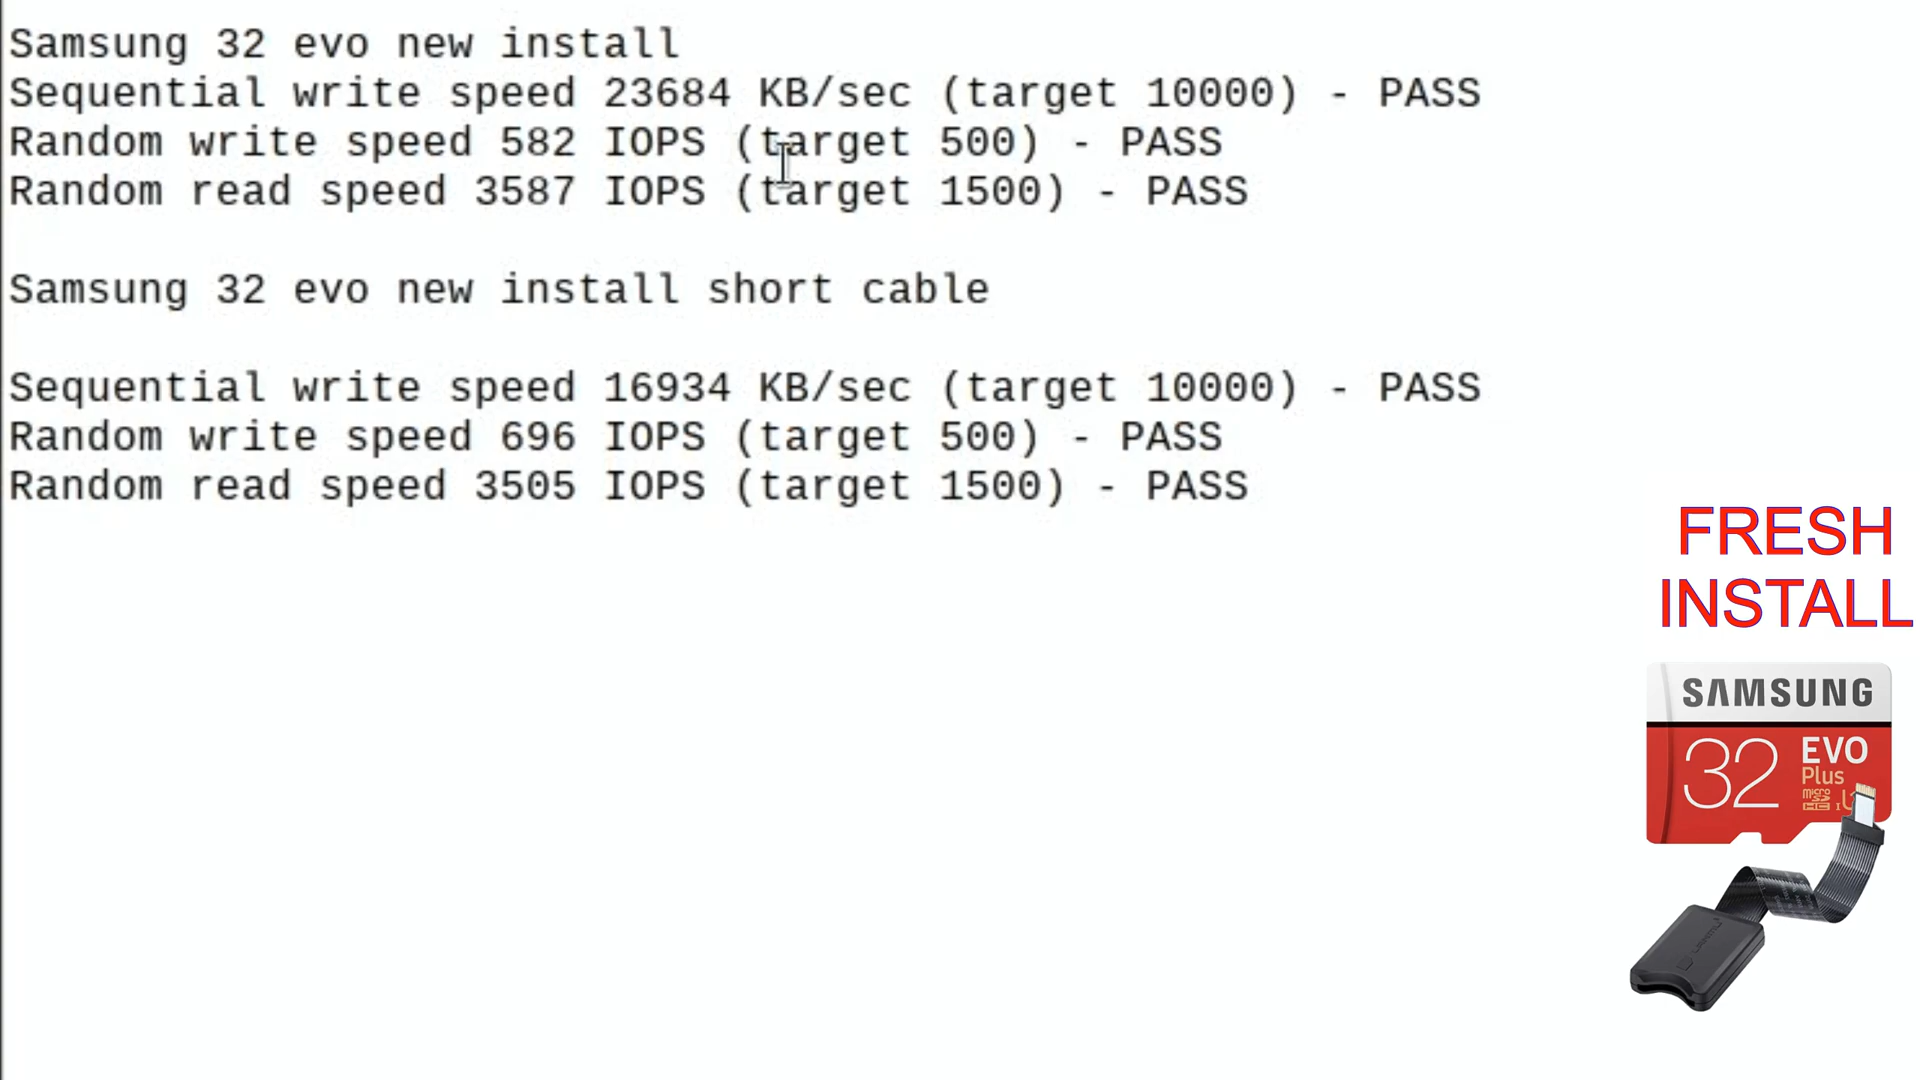 Samsung 32 evo new install
Sequential write speed 23684 KB/sec (target 10000) - PASS
Random write speed 582 IOPS (target 500) - PASS
Random read speed 3587 IOPS (target 1500) - PASS
Samsung 32 evo new install short cable
Sequential write speed 16934 KB/sec (target 10000) - PASS
Random write speed 696 IOPS (target 500) - PASS
Random read speed 3505 IOPS (target 1500) - PASS
FRESH
INSTALL
SAMSUNG
32 EVO
Plus
micro
HC I